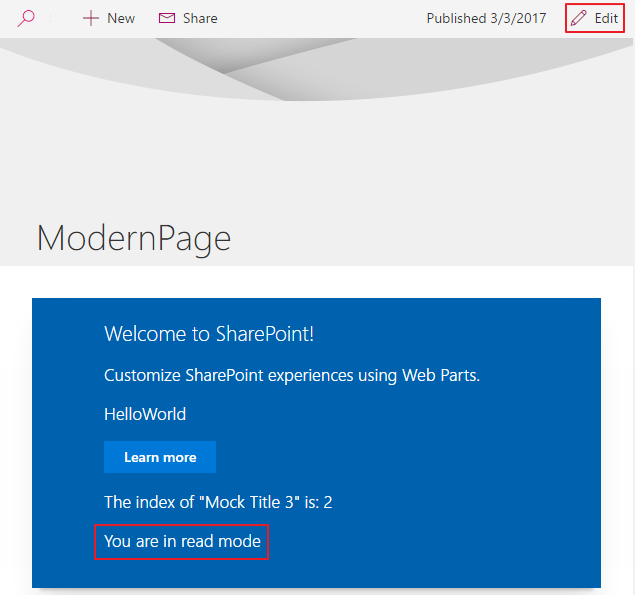 New Share Published 3/3/2017 Edit
ModernPage
Welcome to SharePoint!
Customize SharePoint experiences using Web Parts.
HelloWorld
Learn more
The index of "Mock Title 3" is: 2
You are in read mode